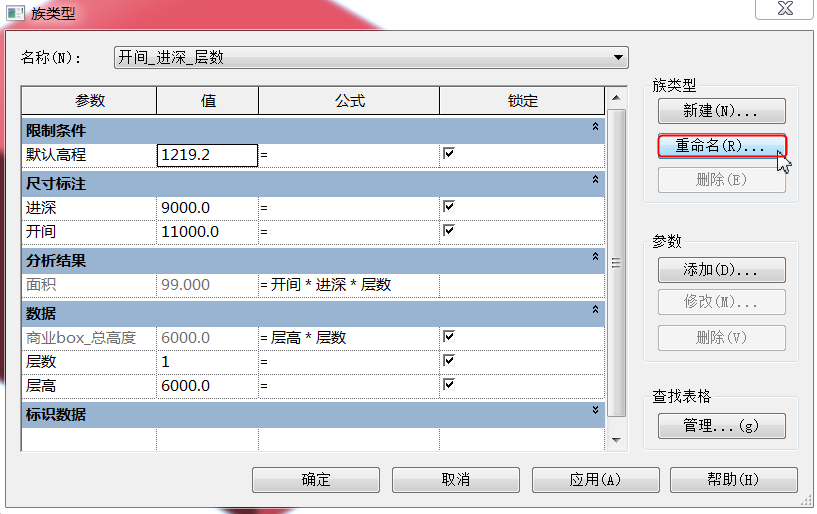 族类型
名称(N): 开间_进深_层数
参数 值 公式 锁定
限制条件
默认高程 1219.2 =
尺寸标注
进深 9000.0 =
开间 11000.0 =
分析结果
面积 99.000 = 开间 * 进深 * 层数
数据
商业box_总高度 6000.0 = 层高 * 层数
层数 1 =
层高 6000.0 =
标识数据
族类型
新建(N)...
重命名(R)...
删除(E)
参数
添加(D)...
修改(M)...
删除(V)
查找表格
管理...(g)
确定 取消 应用(A) 帮助(H)